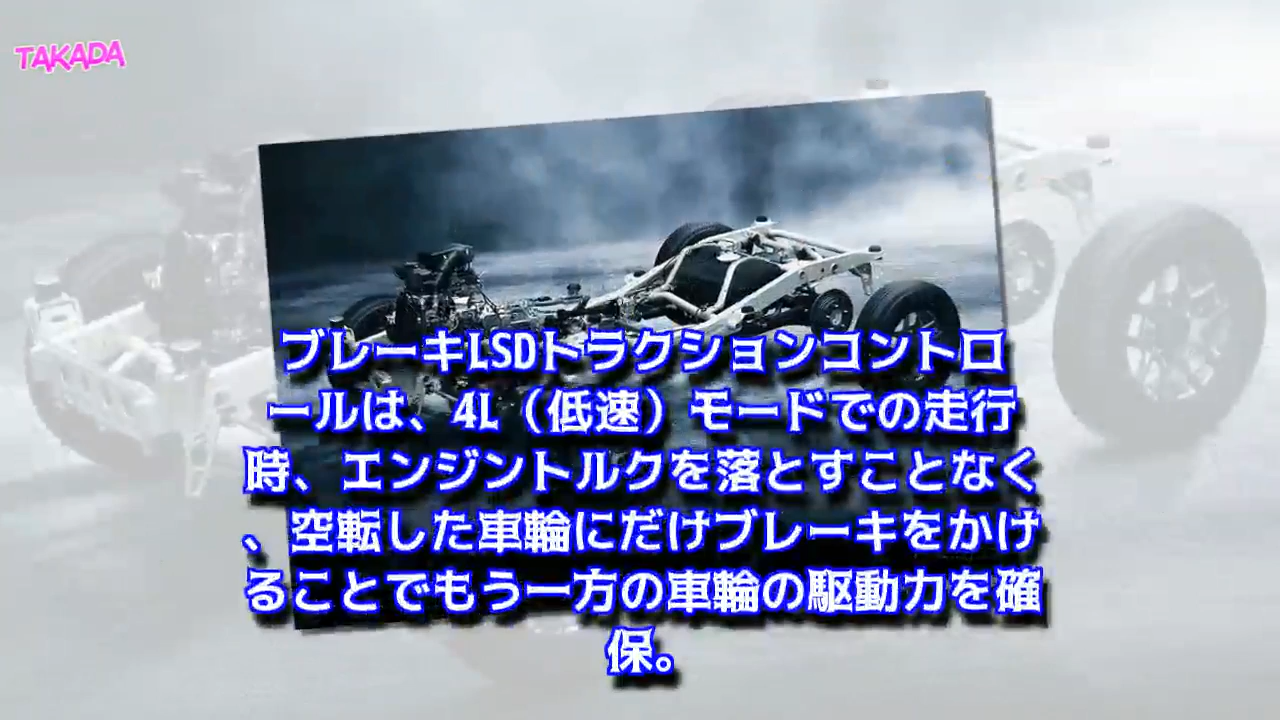 TAKADA
ブレーキLSDトラクションコントロ
ールは、4L（低速）モードでの走行
時、エンジントルクを落とすことなく
、空転した車輪にだけブレーキをかけ
ることでもう一方の車輪の駆動力を確
保。